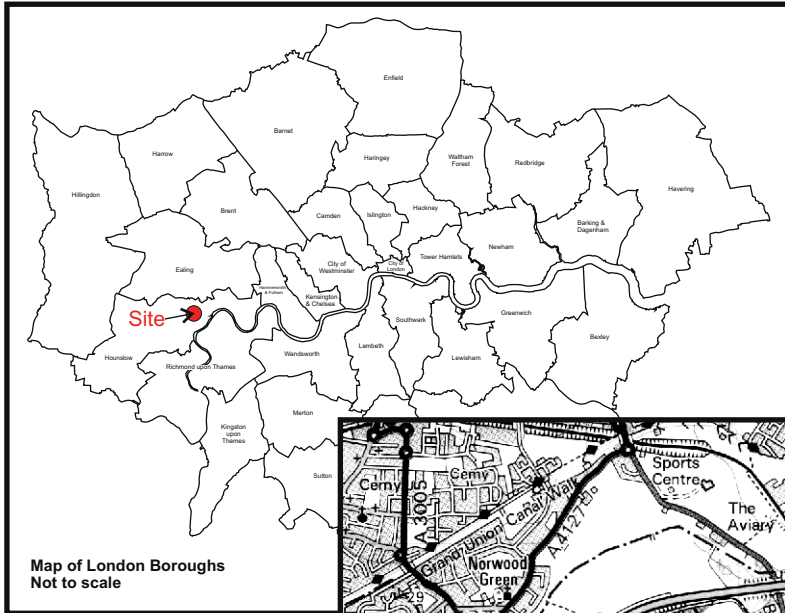 Enfield
Barnet
Harrow
Haringey
Waltham
Forest
Redbridge
Hillingdon
Havering
Brent
Camden
Islington
Hackney
Barking &
Dagenham
Ealing
City of
Westminster
City of
London
Tower Hamlets
Newham
Hammersmith
& Fulham
Kensington
& Chelsea
Southwark
Greenwich
Site
Hounslow
Richmond upon Thames
Wandsworth
Lambeth
Lewisham
Bexley
Merton
Kingston
upon
Thames
Sutton
Map of London Boroughs
Not to scale
Cemy
Cemy
Sports
Centre
The
Aviary
A 3005
Grand Union Canal Walk
A 4127
Norwood
Green
29